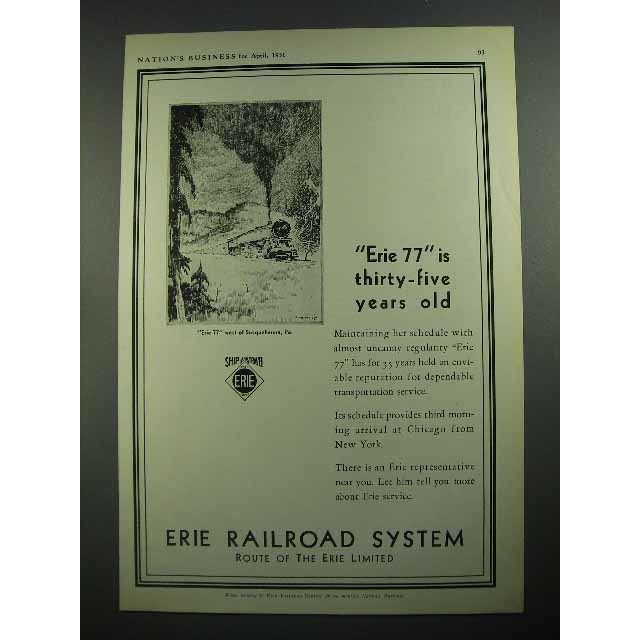 NATION'S BUSINESS for April, 1931
93
"Erie 77" west of Susquehanna, Pa.
SHIP
ERIE
"Erie 77" is
thirty-five
years old
Maintaining her schedule with
almost uncanny regularity "Erie
77" has for 35 years held an envi-
able reputation for dependable
transportation service.
Its schedule provides third morn-
ing arrival at Chicago from
New York.
There is an Erie representative
near you. Let him tell you more
about Erie service.
ERIE RAILROAD SYSTEM
ROUTE OF THE ERIE LIMITED